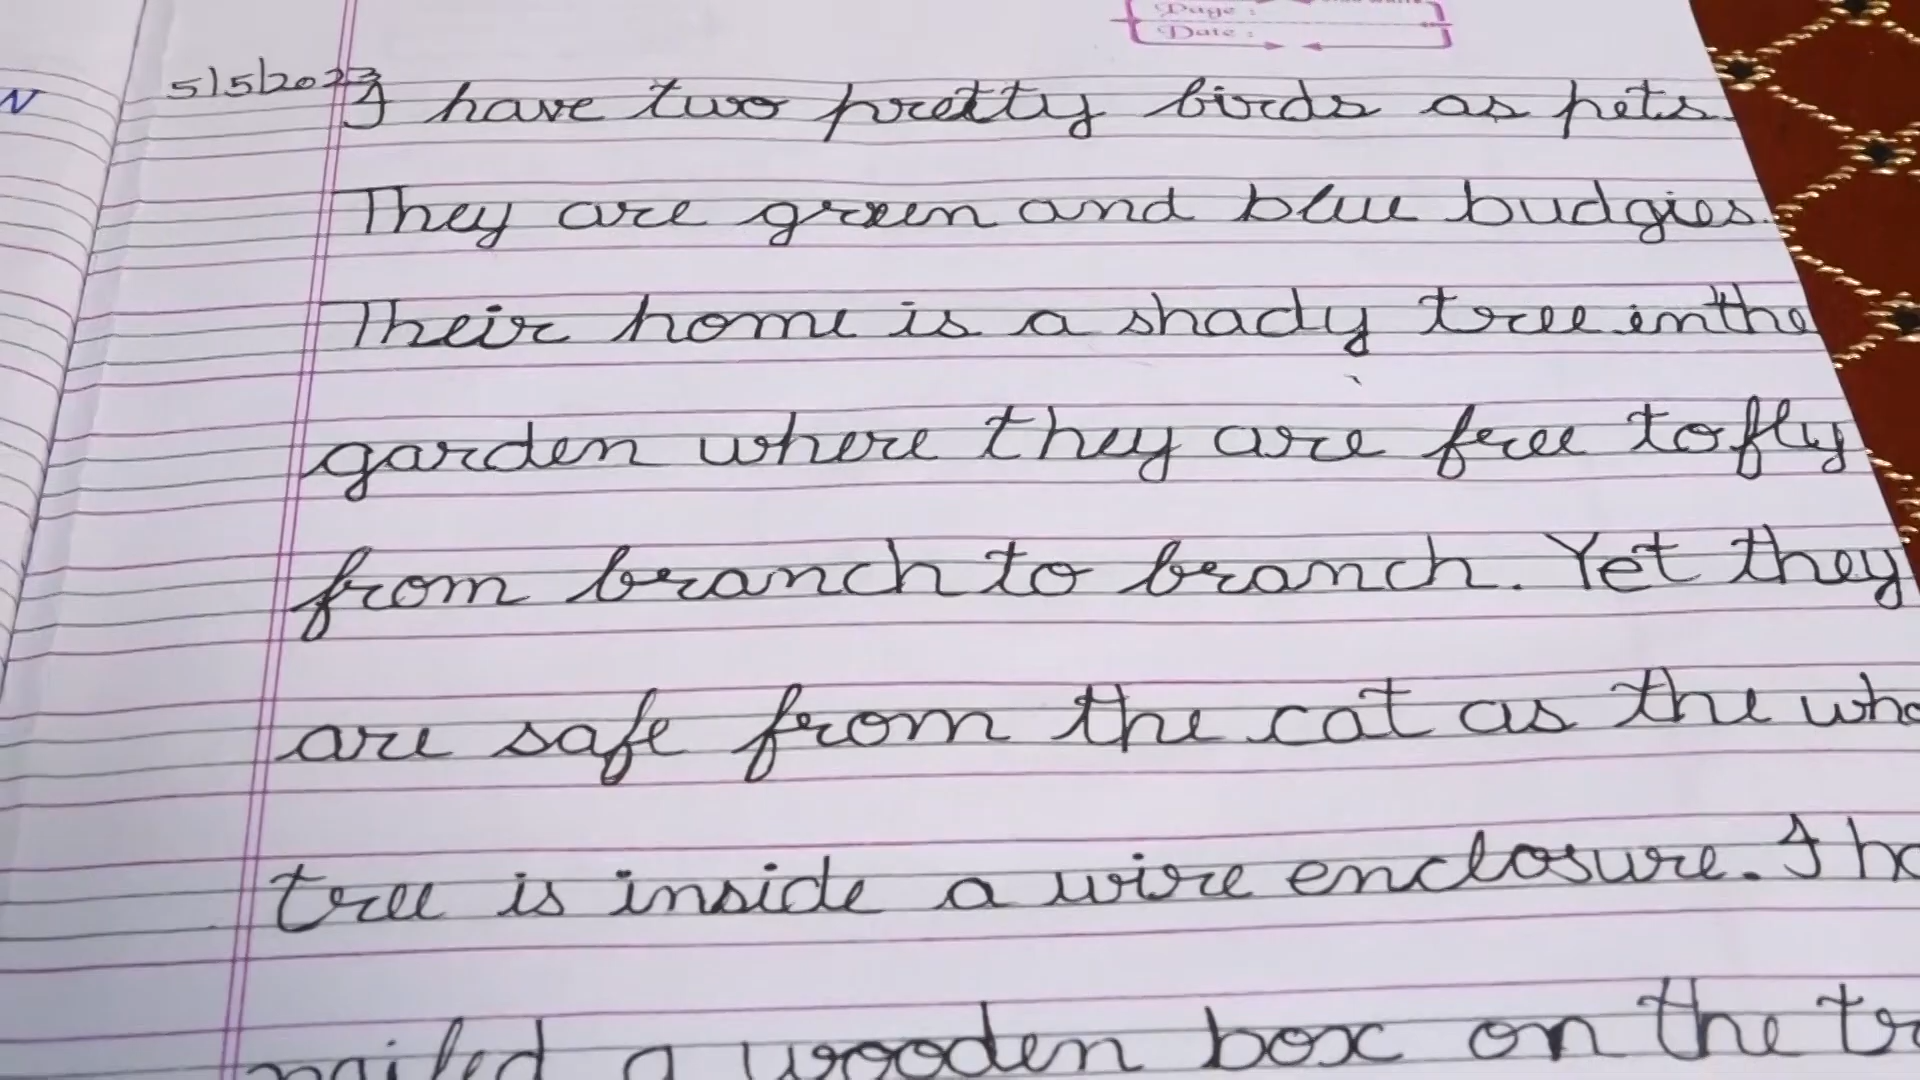 Page :
Date :
5/5/2023
I have two pretty birds as pets.
They are green and blue budgies.
Their home is a shady tree in the
garden where they are free to fly
from branch to branch. Yet they
are safe from the cat as the
tree is inside a wire enclosure. I
nailed a wooden box on the